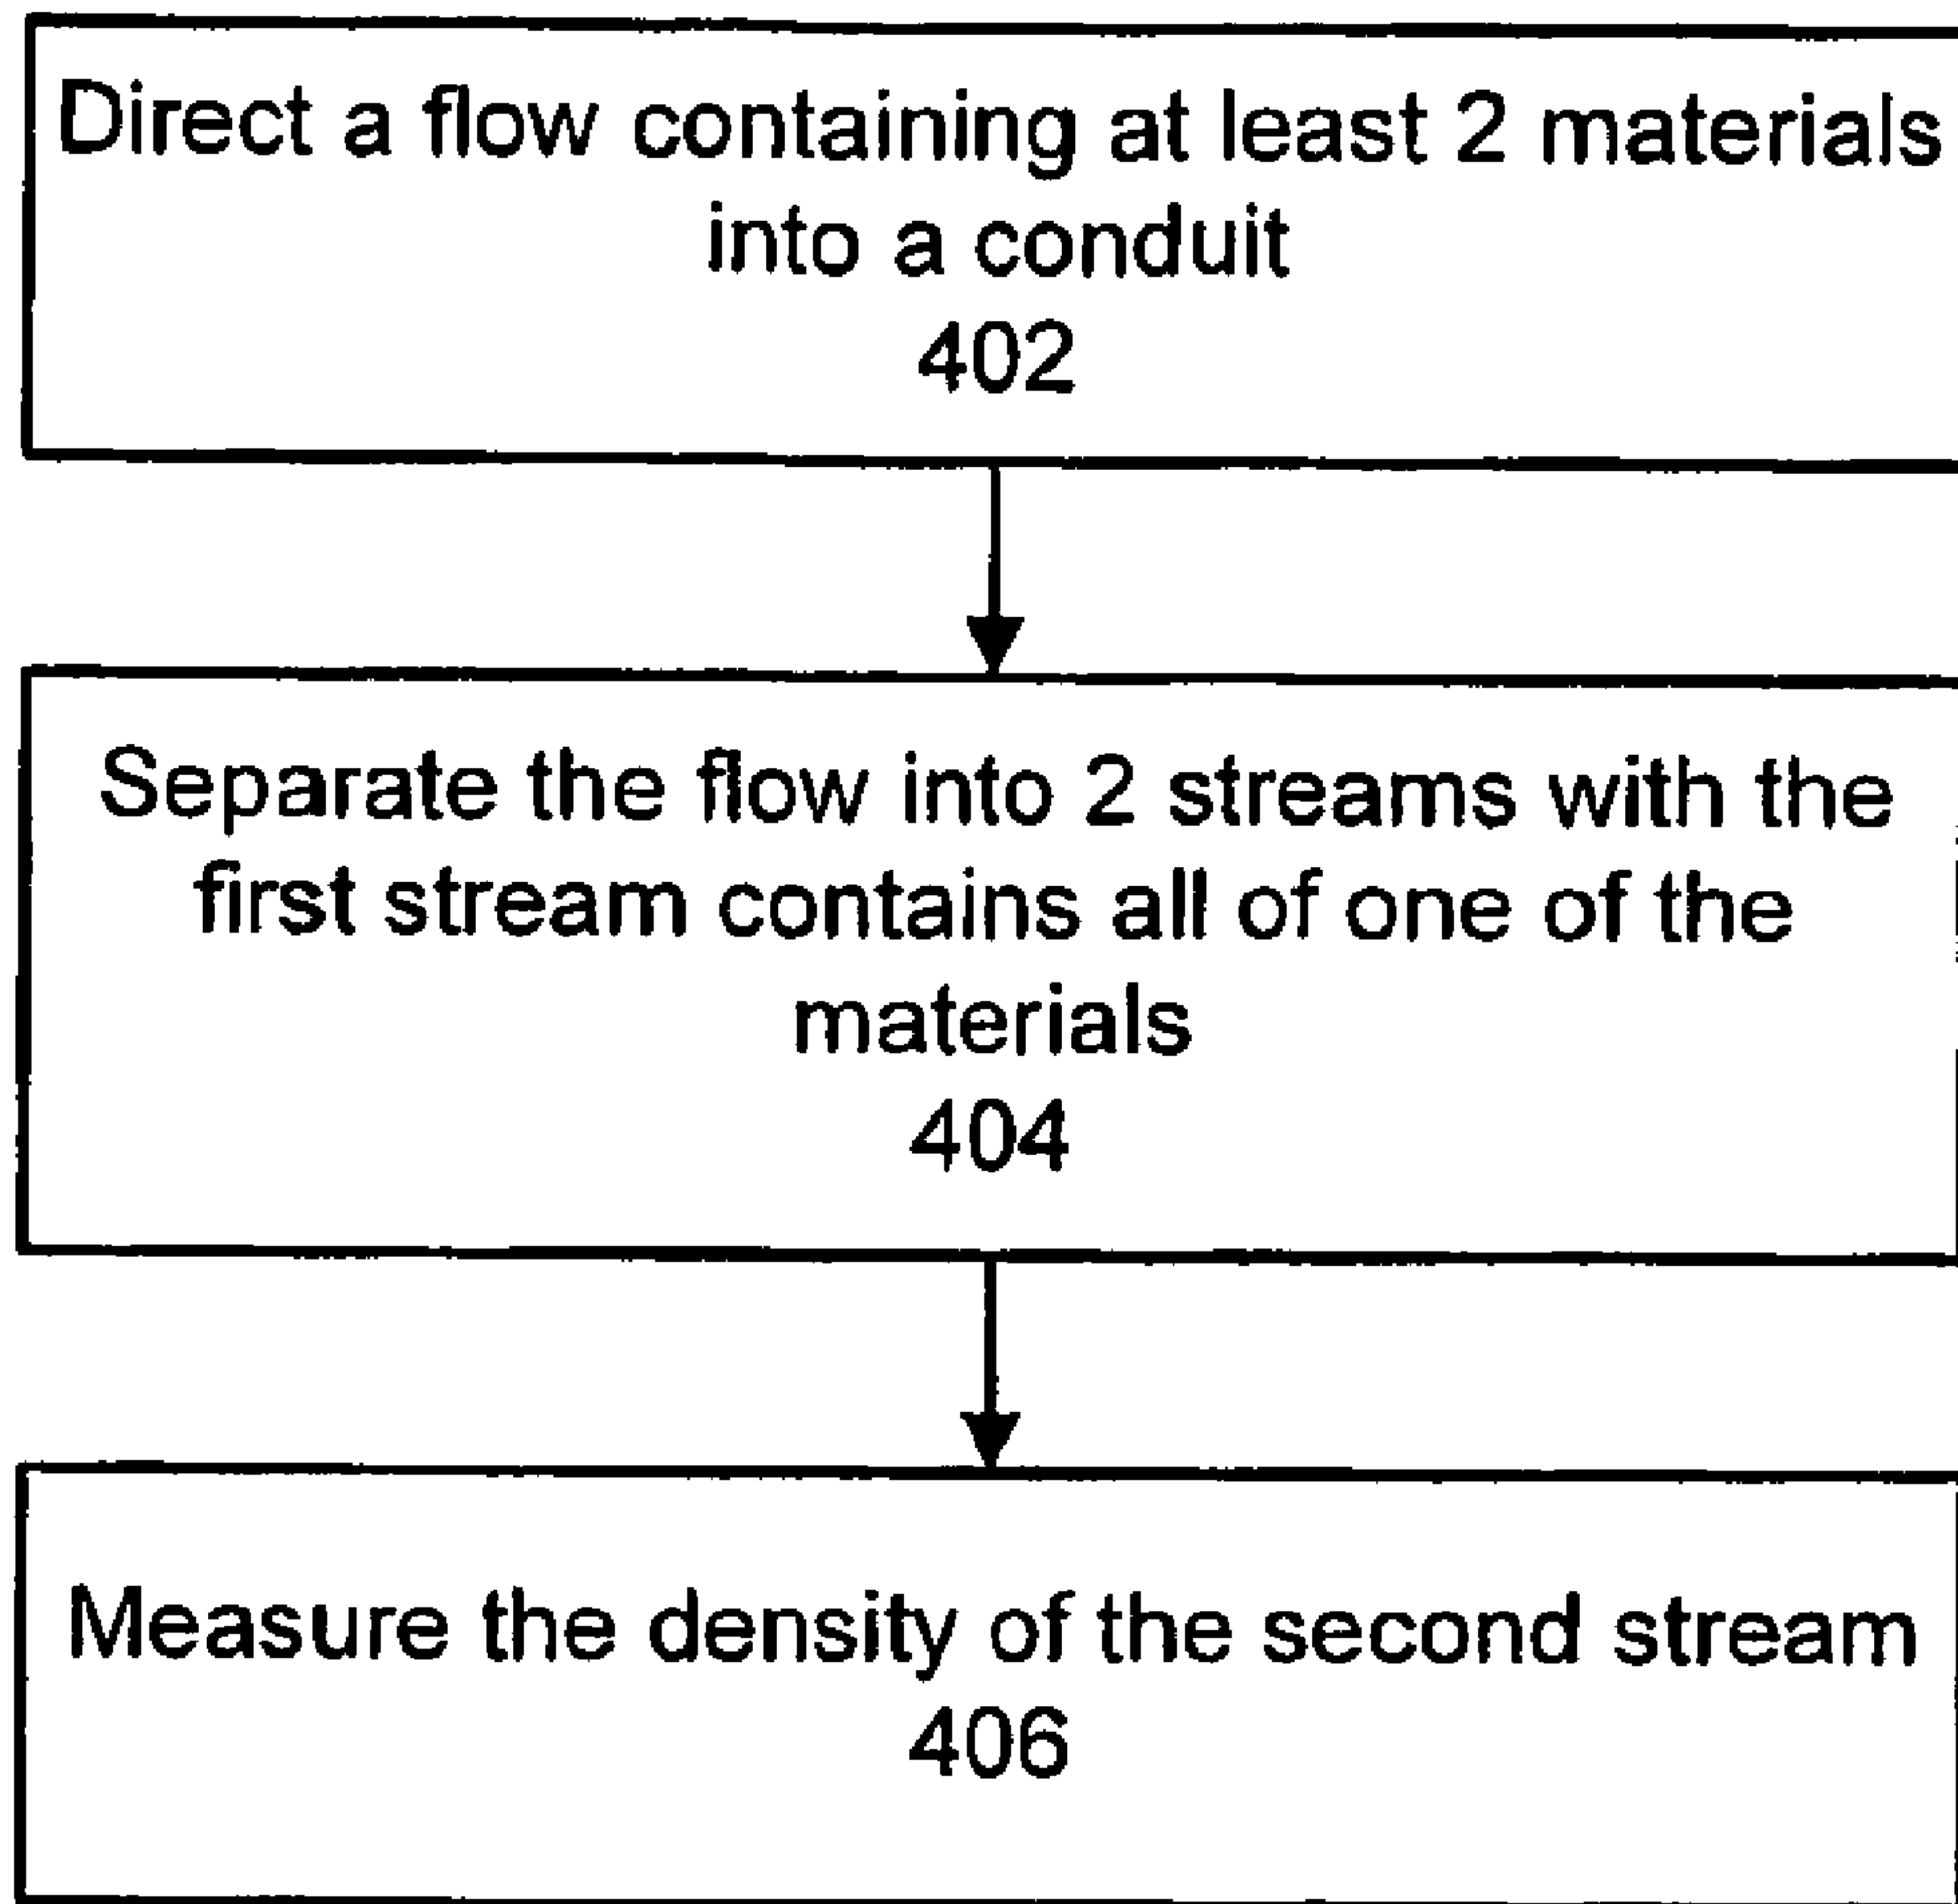 Direct a flow containing at least 2 materials
into a conduit
402
Separate the flow into 2 streams with the
first stream contains all of one of the
materials
404
Measure the density of the second stream
406